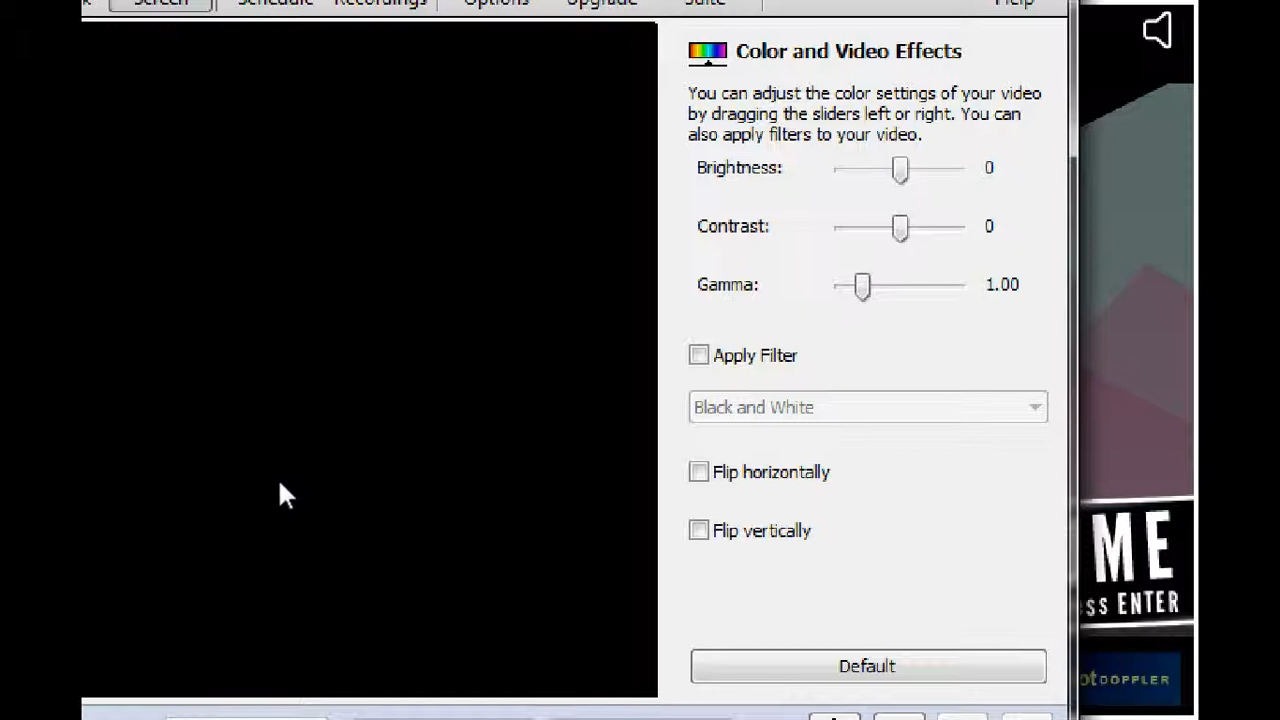 Screen Schedule Recordings Options Upgrade Suite Help
Color and Video Effects
You can adjust the color settings of your video
by dragging the sliders left or right. You can
also apply filters to your video.
Brightness: 0
Contrast: 0
Gamma: 1.00
Apply Filter
Black and White
Flip horizontally
Flip vertically
Default
ME
ss ENTER
otDOPPLER